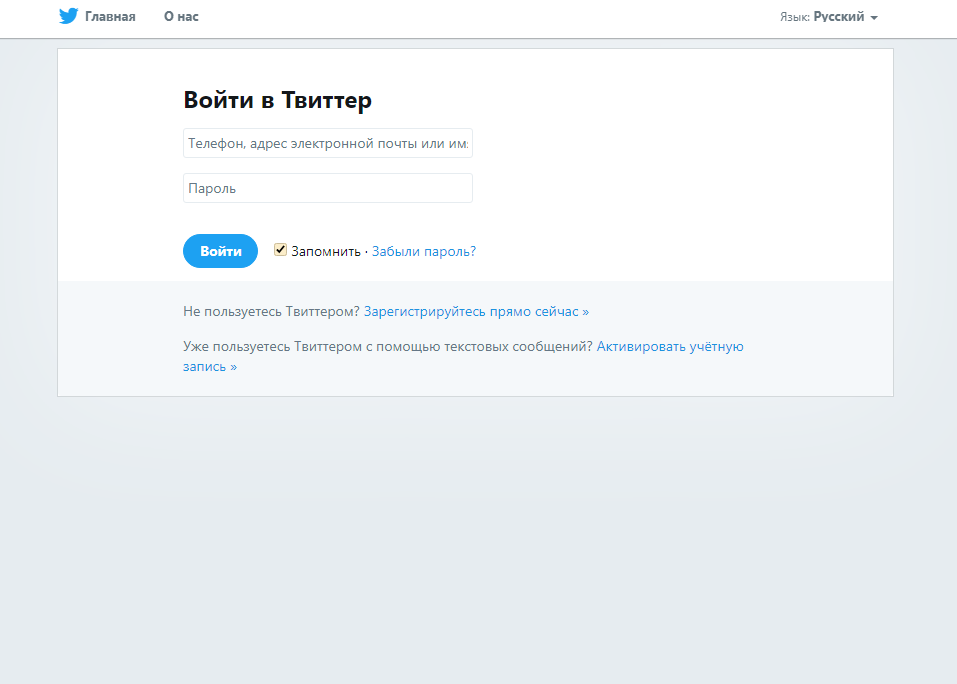 Главная О нас Язык: Русский
Войти в Твиттер
Телефон, адрес электронной почты или им
Пароль
Войти Запомнить · Забыли пароль?
Не пользуетесь Твиттером? Зарегистрируйтесь прямо сейчас »
Уже пользуетесь Твиттером с помощью текстовых сообщений? Активировать учётную
запись »